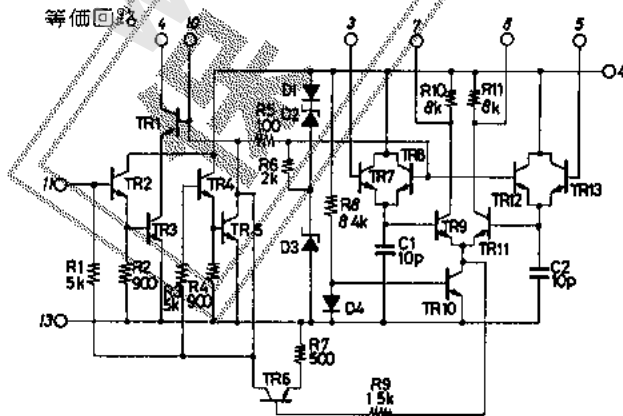 等価回路
4 10 3 7 6 5
D1
D2
R10
8k
R11
8k
R5
100
TR1
R6
2k
TR7
TR8
TR12
TR13
11
TR2
TR4
TR3
TR5
R8
8.4k
TR9
TR11
R1
5k
R2
900
R3
5k
R4
900
D3
C1
10p
C2
10p
D4
TR10
13
R7
500
TR6
R9
1.5k